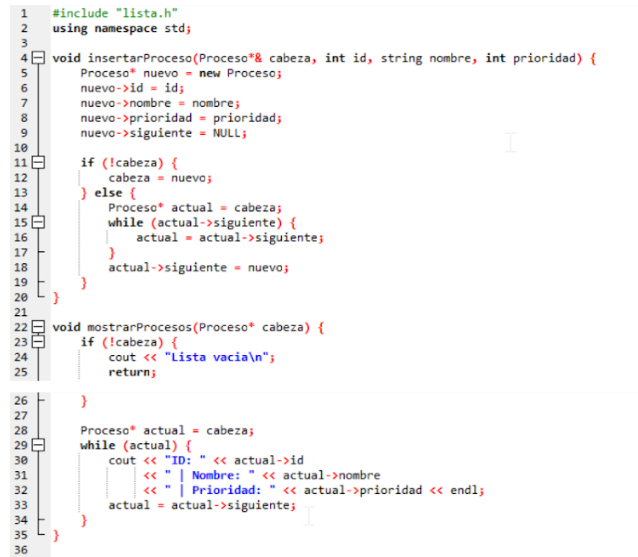 1 #include "lista.h"
2 using namespace std;
3
4 void insertarProceso(Proceso*& cabeza, int id, string nombre, int prioridad) {
5 Proceso* nuevo = new Proceso;
6 nuevo->id = id;
7 nuevo->nombre = nombre;
8 nuevo->prioridad = prioridad;
9 nuevo->siguiente = NULL;
10
11 if (!cabeza) {
12 cabeza = nuevo;
13 } else {
14 Proceso* actual = cabeza;
15 while (actual->siguiente) {
16 actual = actual->siguiente;
17 }
18 actual->siguiente = nuevo;
19 }
20 }
21
22 void mostrarProcesos(Proceso* cabeza) {
23 if (!cabeza) {
24 cout << "Lista vacia\n";
25 return;
26 }
27
28 Proceso* actual = cabeza;
29 while (actual) {
30 cout << "ID: " << actual->id
31 << " | Nombre: " << actual->nombre
32 << " | Prioridad: " << actual->prioridad << endl;
33 actual = actual->siguiente;
34 }
35 }
36